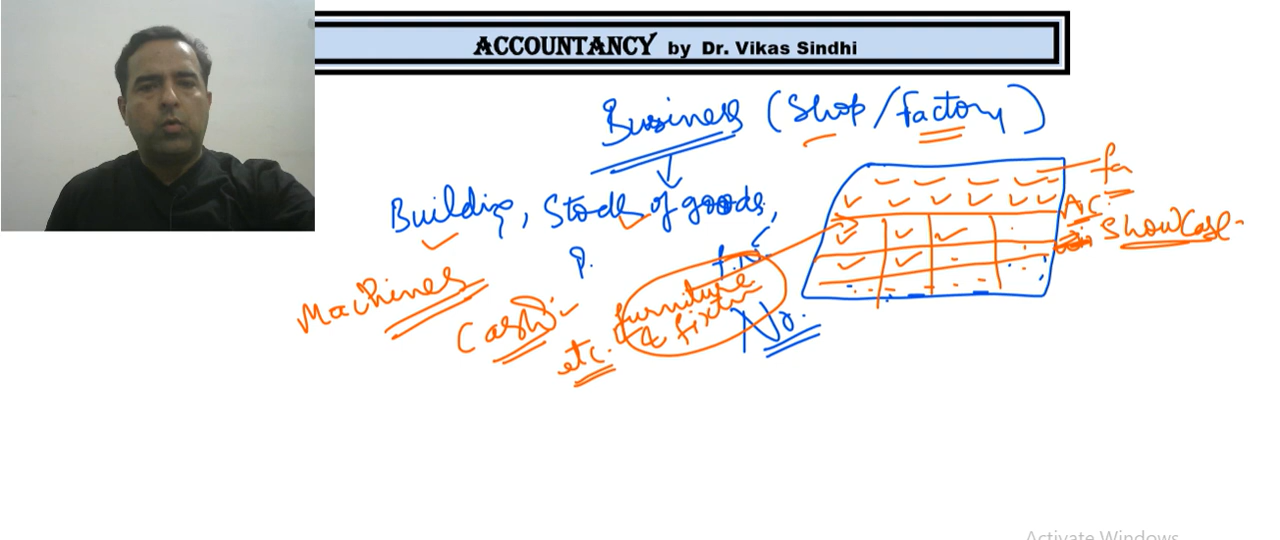 ACCOUNTANCY by Dr. Vikas Sindhi
Business (Shop/Factory)
Building, Stock of goods,
P.
fa
A.C.
Showcase
Machines
Cash
furniture
& fixture
etc.
No.
Activate Windows